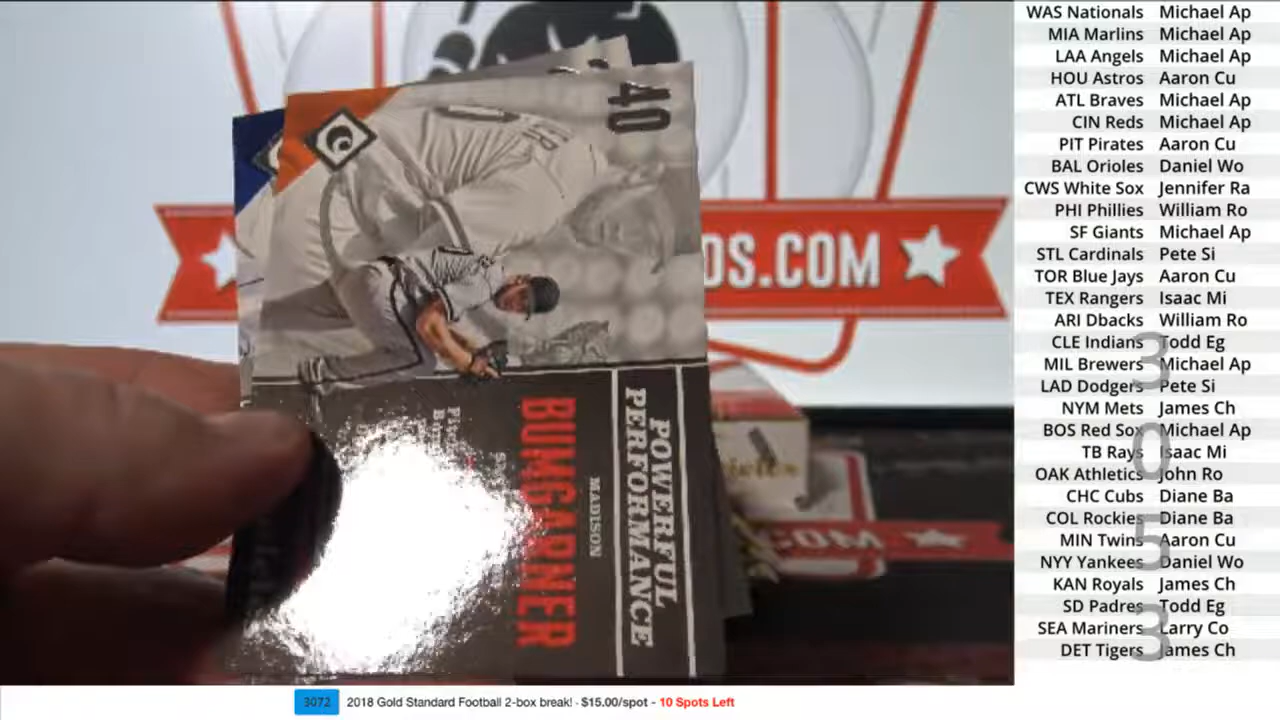 40
POWERFUL
PERFORMANCE
MADISON
BUMGARNER
OS.COM
COM
WAS Nationals Michael Ap
MIA Marlins Michael Ap
LAA Angels Michael Ap
HOU Astros Aaron Cu
ATL Braves Michael Ap
CIN Reds Michael Ap
PIT Pirates Aaron Cu
BAL Orioles Daniel Wo
CWS White Sox Jennifer Ra
PHI Phillies William Ro
SF Giants Michael Ap
STL Cardinals Pete Si
TOR Blue Jays Aaron Cu
TEX Rangers Isaac Mi
ARI Dbacks William Ro
CLE Indians Todd Eg
MIL Brewers Michael Ap
LAD Dodgers Pete Si
NYM Mets James Ch
BOS Red Sox Michael Ap
TB Rays Isaac Mi
OAK Athletics John Ro
CHC Cubs Diane Ba
COL Rockies Diane Ba
MIN Twins Aaron Cu
NYY Yankees Daniel Wo
KAN Royals James Ch
SD Padres Todd Eg
SEA Mariners Larry Co
DET Tigers James Ch
3053
3072 2018 Gold Standard Football 2-box break! - $15.00/spot - 10 Spots Left